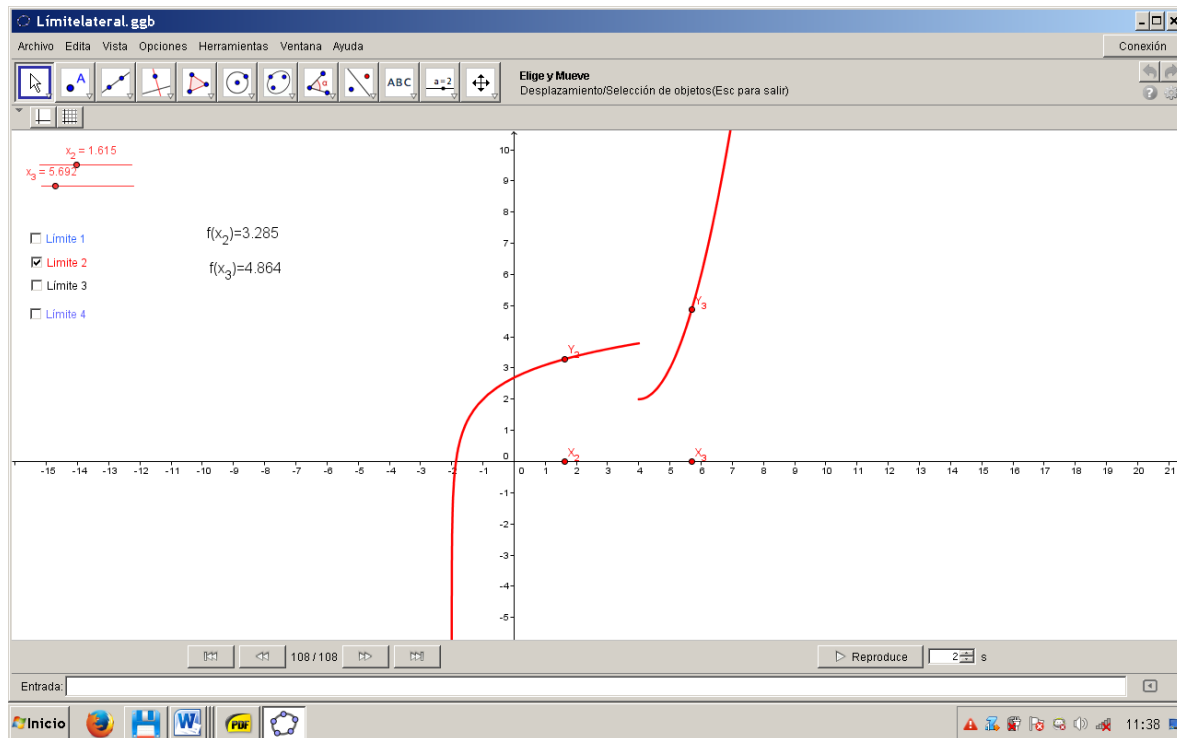 Límitelateral.ggb
Archivo Edita Vista Opciones Herramientas Ventana Ayuda
Conexión
A
α
ABC
a=2
Elige y Mueve
Desplazamiento/Selección de objetos(Esc para salir)
x2 = 1.615
x3 = 5.692
Límite 1
Límite 2
Límite 3
Límite 4
f(x2)=3.285
f(x3)=4.864
10
9
8
7
6
5
4
3
2
1
0
-1
-2
-3
-4
-5
Y2
Y3
X2
X3
-15 -14 -13 -12 -11 -10 -9 -8 -7 -6 -5 -4 -3 -2 -1 0 1 2 3 4 5 6 7 8 9 10 11 12 13 14 15 16 17 18 19 20 21
108 / 108
Reproduce 2 s
Entrada:
Inicio
W
PDF
11:38